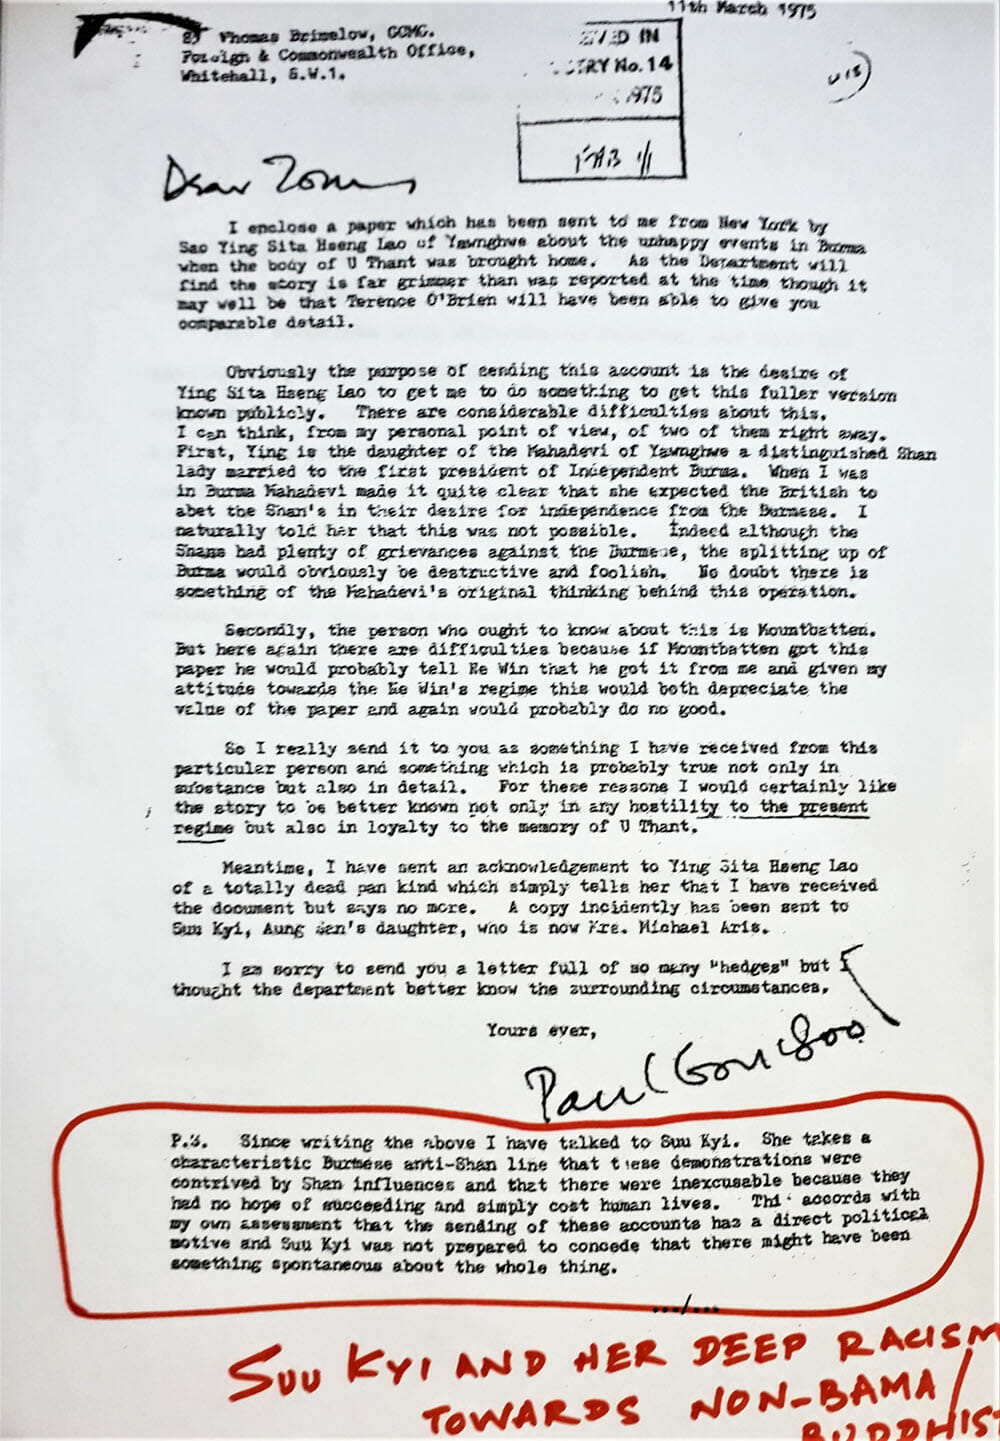 11th March 1975
Thomas Brimelow, GCMG.
Foreign & Commonwealth Office,
Whitehall, S.W.1.
IN
No. 14
1975
Dear Tom
I enclose a paper which has been sent to me from New York by
Sao Ying Sita Hseng Lao of Yawnghwe about the unhappy events in Burma
when the body of U Thant was brought home. As the Department will
find the story is far grimmer than was reported at the time though it
may well be that Terence O'Brien will have been able to give you
comparable detail.
Obviously the purpose of sending this account is the desire of
Ying Sita Hseng Lao to get me to do something to get this fuller version
known publicly. There are considerable difficulties about this.
I can think, from my personal point of view, of two of them right away.
First, Ying is the daughter of the Mahadevi of Yawnghwe a distinguished Shan
lady married to the first president of Independent Burma. When I was
in Burma Mahadevi made it quite clear that she expected the British to
abet the Shan's in their desire for independence from the Burmese. I
naturally told her that this was not possible. Indeed although the
Shans had plenty of grievances against the Burmese, the splitting up of
Burma would obviously be destructive and foolish. No doubt there is
something of the Mahadevi's original thinking behind this operation.
Secondly, the person who ought to know about this is Mountbatten.
But here again there are difficulties because if Mountbatten got this
paper he would probably tell Ne Win that he got it from me and given my
attitude towards the Ne Win's regime this would both depreciate the
value of the paper and again would probably do no good.
So I really send it to you as something I have received from this
particular person and something which is probably true not only in
substance but also in detail. For these reasons I would certainly like
the story to be better known not only in any hostility to the present
regime but also in loyalty to the memory of U Thant.
Meantime, I have sent an acknowledgement to Ying Sita Hseng Lao
of a totally dead pan kind which simply tells her that I have received
the document but says no more. A copy incidently has been sent to
Suu Kyi, Aung San's daughter, who is now Mrs. Michael Aris.
I am sorry to send you a letter full of so many "hedges" but I
thought the department better know the surrounding circumstances.
Yours ever,
Paul
P.S. Since writing the above I have talked to Suu Kyi. She takes a
characteristic Burmese anti-Shan line that these demonstrations were
contrived by Shan influences and that there were inexcusable because they
had no hope of succeeding and simply cost human lives. This accords with
my own assessment that the sending of these accounts has a direct political
motive and Suu Kyi was not prepared to concede that there might have been
something spontaneous about the whole thing.
.../...
SUU KYI AND HER DEEP RACISM
TOWARDS NON-BAMA/
BUDDHIST